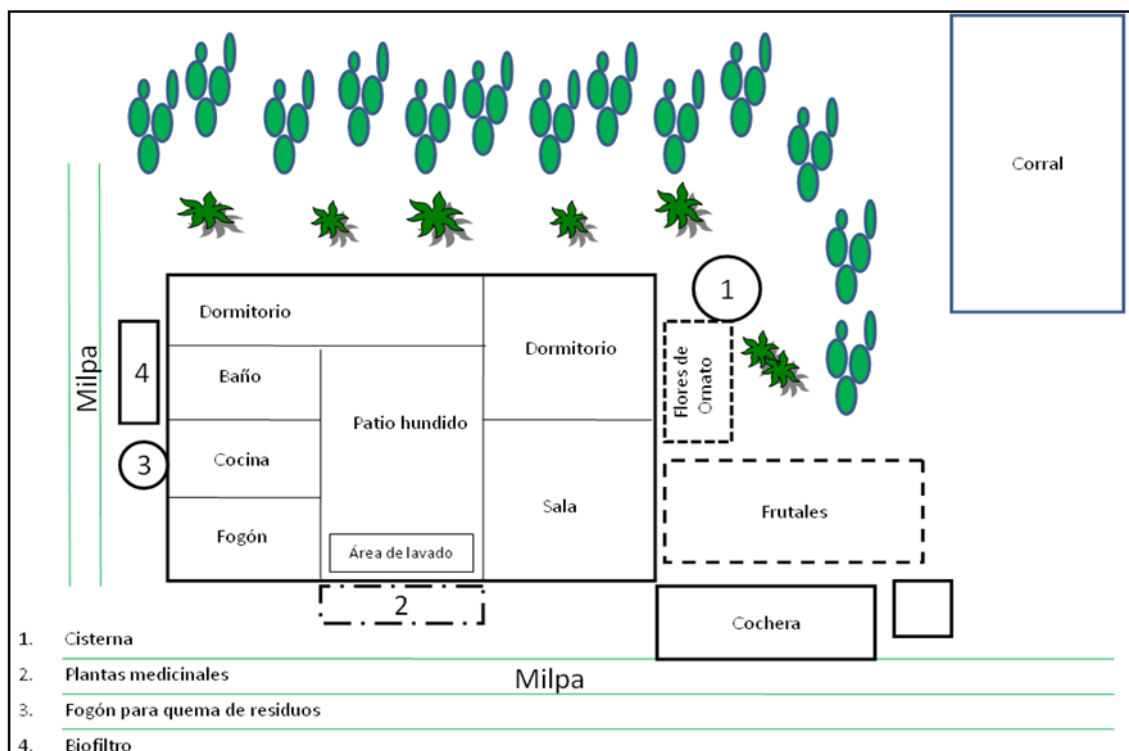 Corral
1
Dormitorio
Dormitorio
Milpa
4
Baño
Flores de
Ornato
Patio hundido
3
Cocina
Sala
Frutales
Fogón
Área de lavado
2
Cochera
1. Cisterna
2. Plantas medicinales
Milpa
3. Fogón para quema de residuos
4. Biofiltro